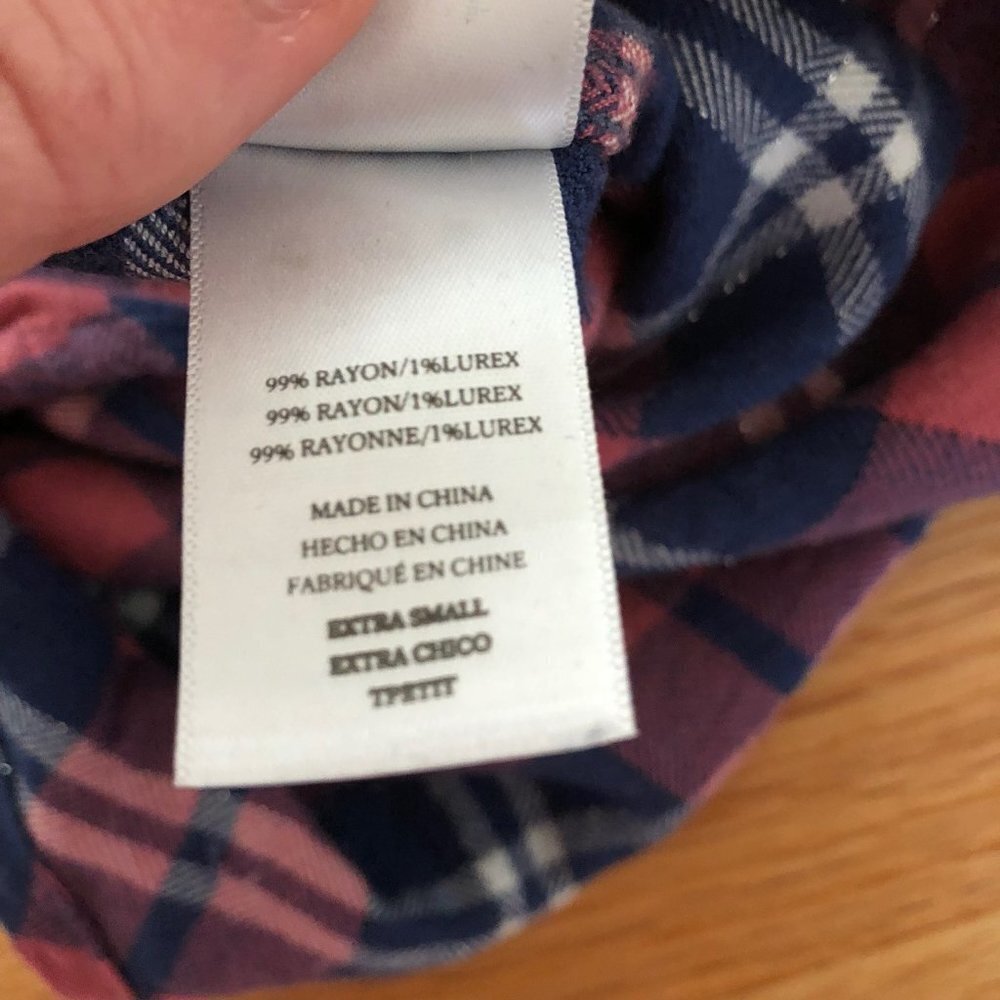 99% RAYON/1%LUREX
99% RAYON/1%LUREX
99% RAYONNE/1%LUREX
MADE IN CHINA
HECHO EN CHINA
FABRIQUÉ EN CHINE
EXTRA SMALL
EXTRA CHICO
TPETIT